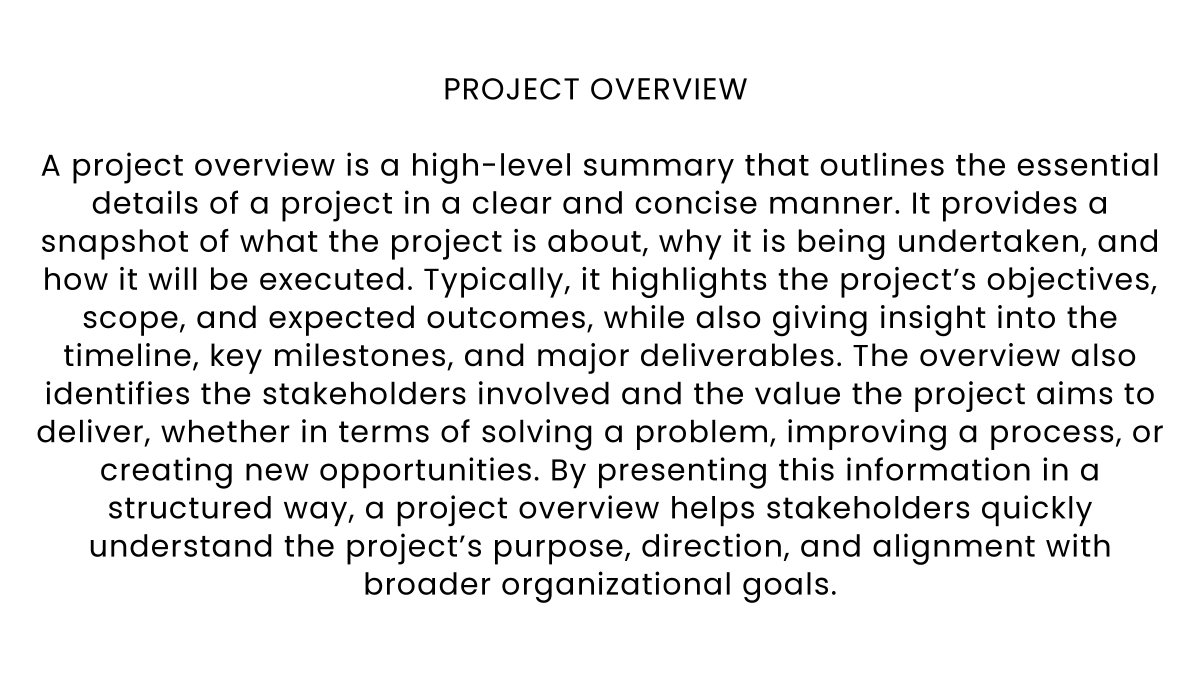 PROJECT OVERVIEW
A project overview is a high-level summary that outlines the essential
details of a project in a clear and concise manner. It provides a
snapshot of what the project is about, why it is being undertaken, and
how it will be executed. Typically, it highlights the project’s objectives,
scope, and expected outcomes, while also giving insight into the
timeline, key milestones, and major deliverables. The overview also
identifies the stakeholders involved and the value the project aims to
deliver, whether in terms of solving a problem, improving a process, or
creating new opportunities. By presenting this information in a
structured way, a project overview helps stakeholders quickly
understand the project’s purpose, direction, and alignment with
broader organizational goals.